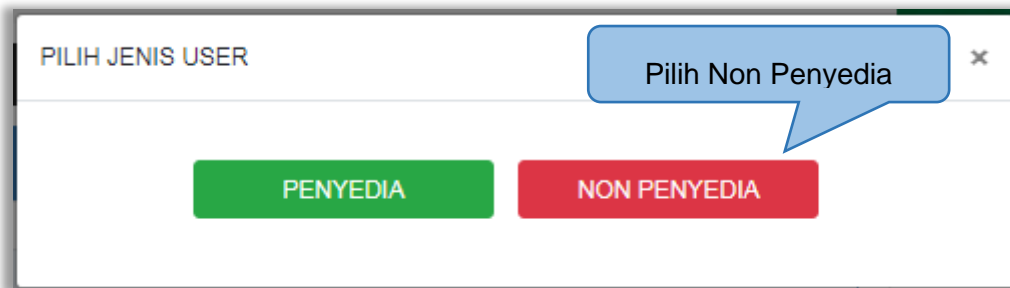 PILIH JENIS USER
Pilih Non Penyedia
×
PENYEDIA
NON PENYEDIA